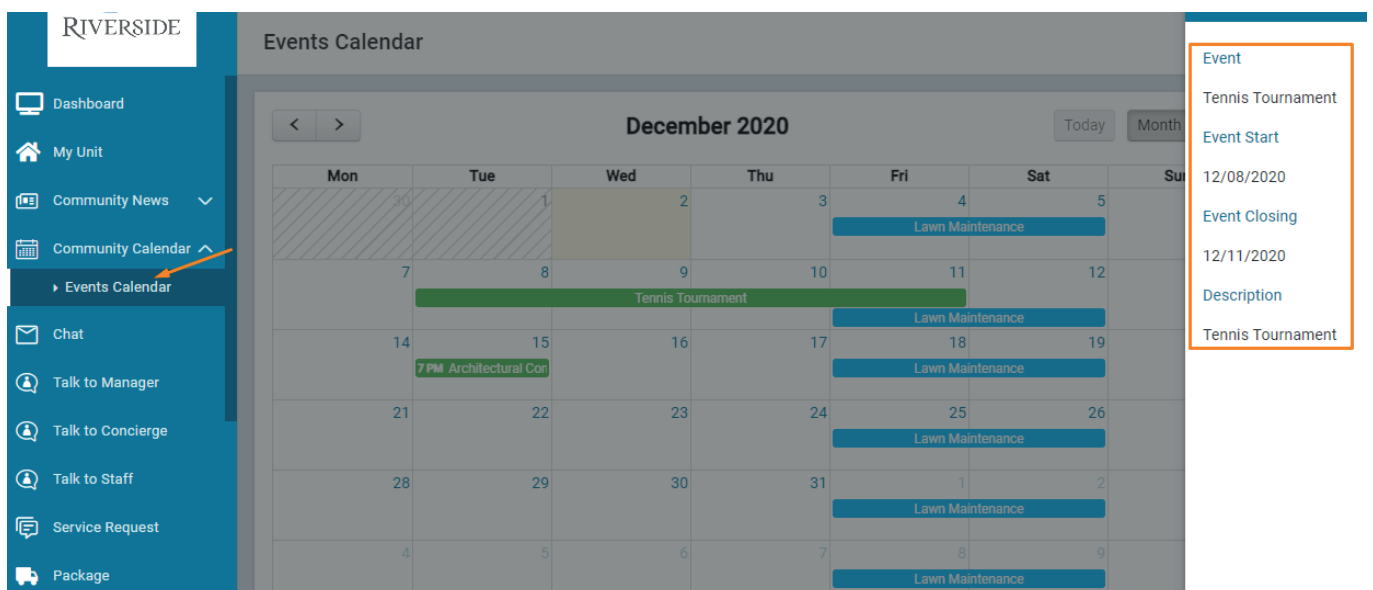 RIVERSIDE
Dashboard
My Unit
Community News
Community Calendar
Events Calendar
Chat
Talk to Manager
Talk to Concierge
Talk to Staff
Service Request
Package
Events Calendar
< >
December 2020
Today Month
Mon Tue Wed Thu Fri Sat Su
30 1 2 3 4 5
Lawn Maintenance
7 8 9 10 11 12
Tennis Tournament
Lawn Maintenance
14 15 16 17 18 19
7 PM Architectural Con
Lawn Maintenance
21 22 23 24 25 26
Lawn Maintenance
28 29 30 31 1 2
Lawn Maintenance
4 5 6 7 8 9
Lawn Maintenance
Event
Tennis Tournament
Event Start
12/08/2020
Event Closing
12/11/2020
Description
Tennis Tournament